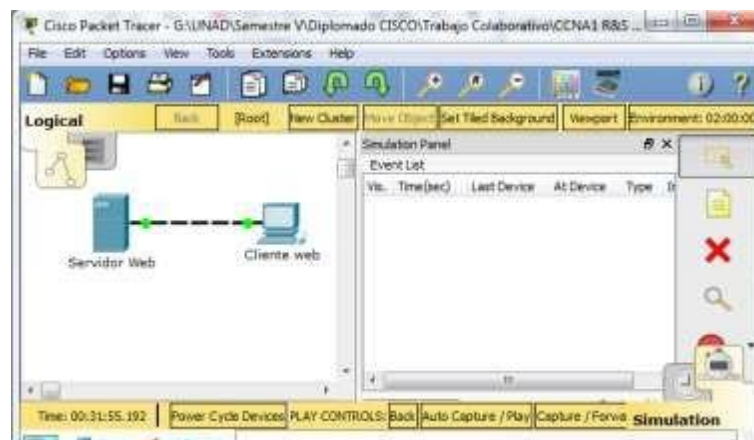 Cisco Packet Tracer - G:\UNAD\Semestre V\Diplomado CISCO\Trabajo Colaborativo\CCNA1 R&S ...
File Edit Options View Tools Extensions Help
Logical Back [Root] New Cluster Move Object Set Tiled Background Viewport Environment: 02:00:00
Simulation Panel
Event List
Vis. Time(sec) Last Device At Device Type
Servidor Web
Cliente web
Time: 00:31:55.192 Power Cycle Devices PLAY CONTROLS: Back Auto Capture / Play Capture / Forwa Simulation